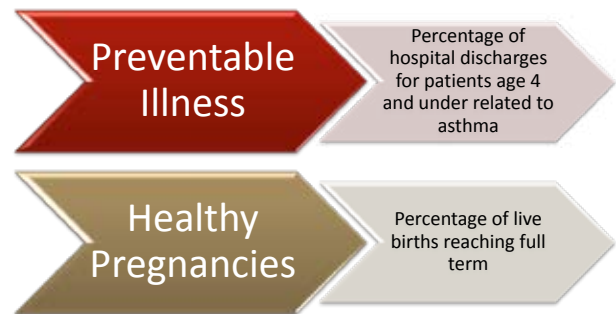 Preventable
Illness
Percentage of
hospital discharges
for patients age 4
and under related to
asthma
Healthy
Pregnancies
Percentage of live
births reaching full
term